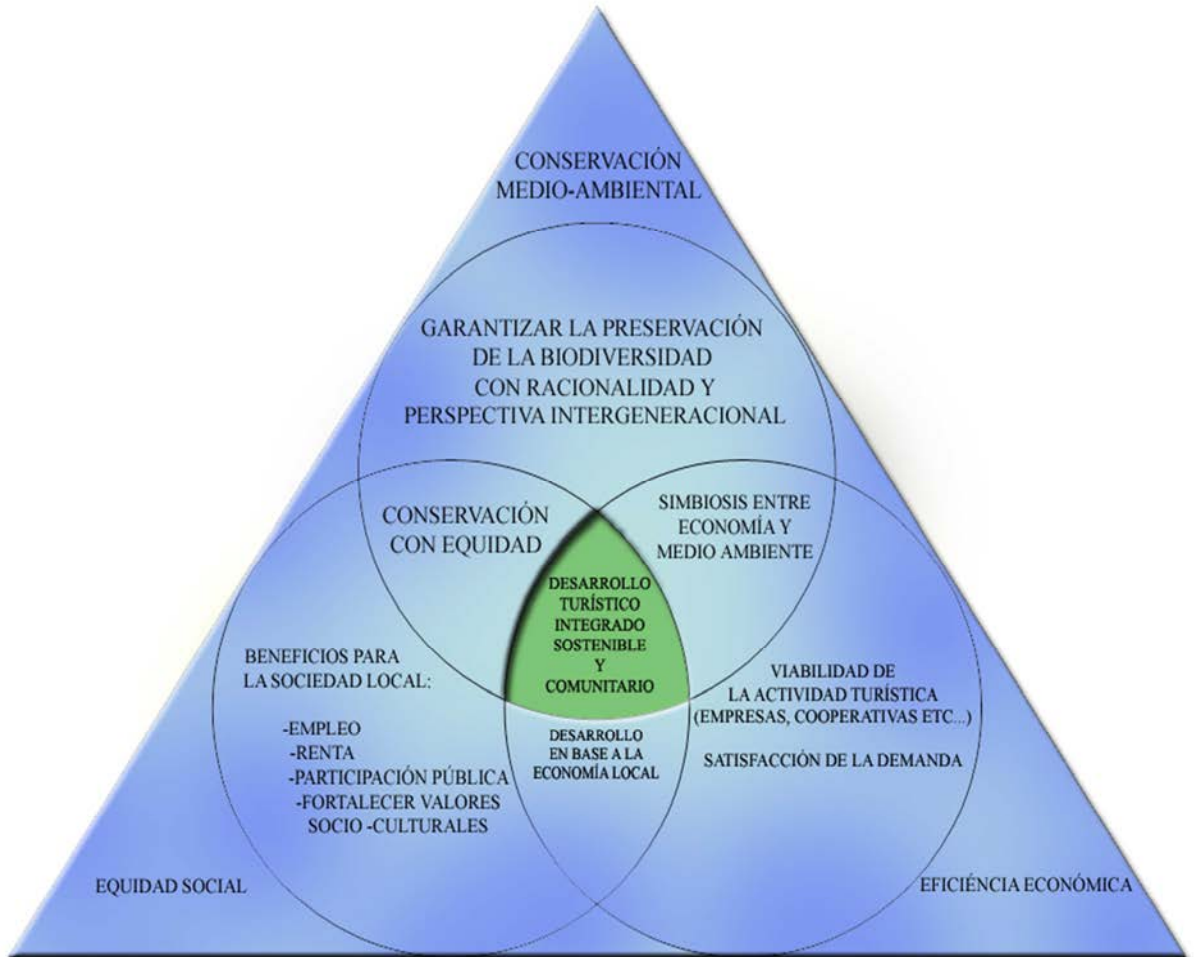 CONSERVACIÓN
MEDIO-AMBIENTAL
GARANTIZAR LA PRESERVACIÓN
DE LA BIODIVERSIDAD
CON RACIONALIDAD Y
PERSPECTIVA INTERGENERACIONAL
CONSERVACIÓN
CON EQUIDAD
SIMBIOSIS ENTRE
ECONOMÍA Y
MEDIO AMBIENTE
DESARROLLO
TURÍSTICO
INTEGRADO
SOSTENIBLE
Y
COMUNITARIO
BENEFICIOS PARA
LA SOCIEDAD LOCAL:
-EMPLEO
-RENTA
-PARTICIPACIÓN PÚBLICA
-FORTALECER VALORES
SOCIO -CULTURALES
DESARROLLO
EN BASE A LA
ECONOMÍA LOCAL
VIABILIDAD DE
LA ACTIVIDAD TURÍSTICA
(EMPRESAS, COOPERATIVAS ETC...)
SATISFACCIÓN DE LA DEMANDA
EQUIDAD SOCIAL
EFICIÉNCIA ECONÓMICA